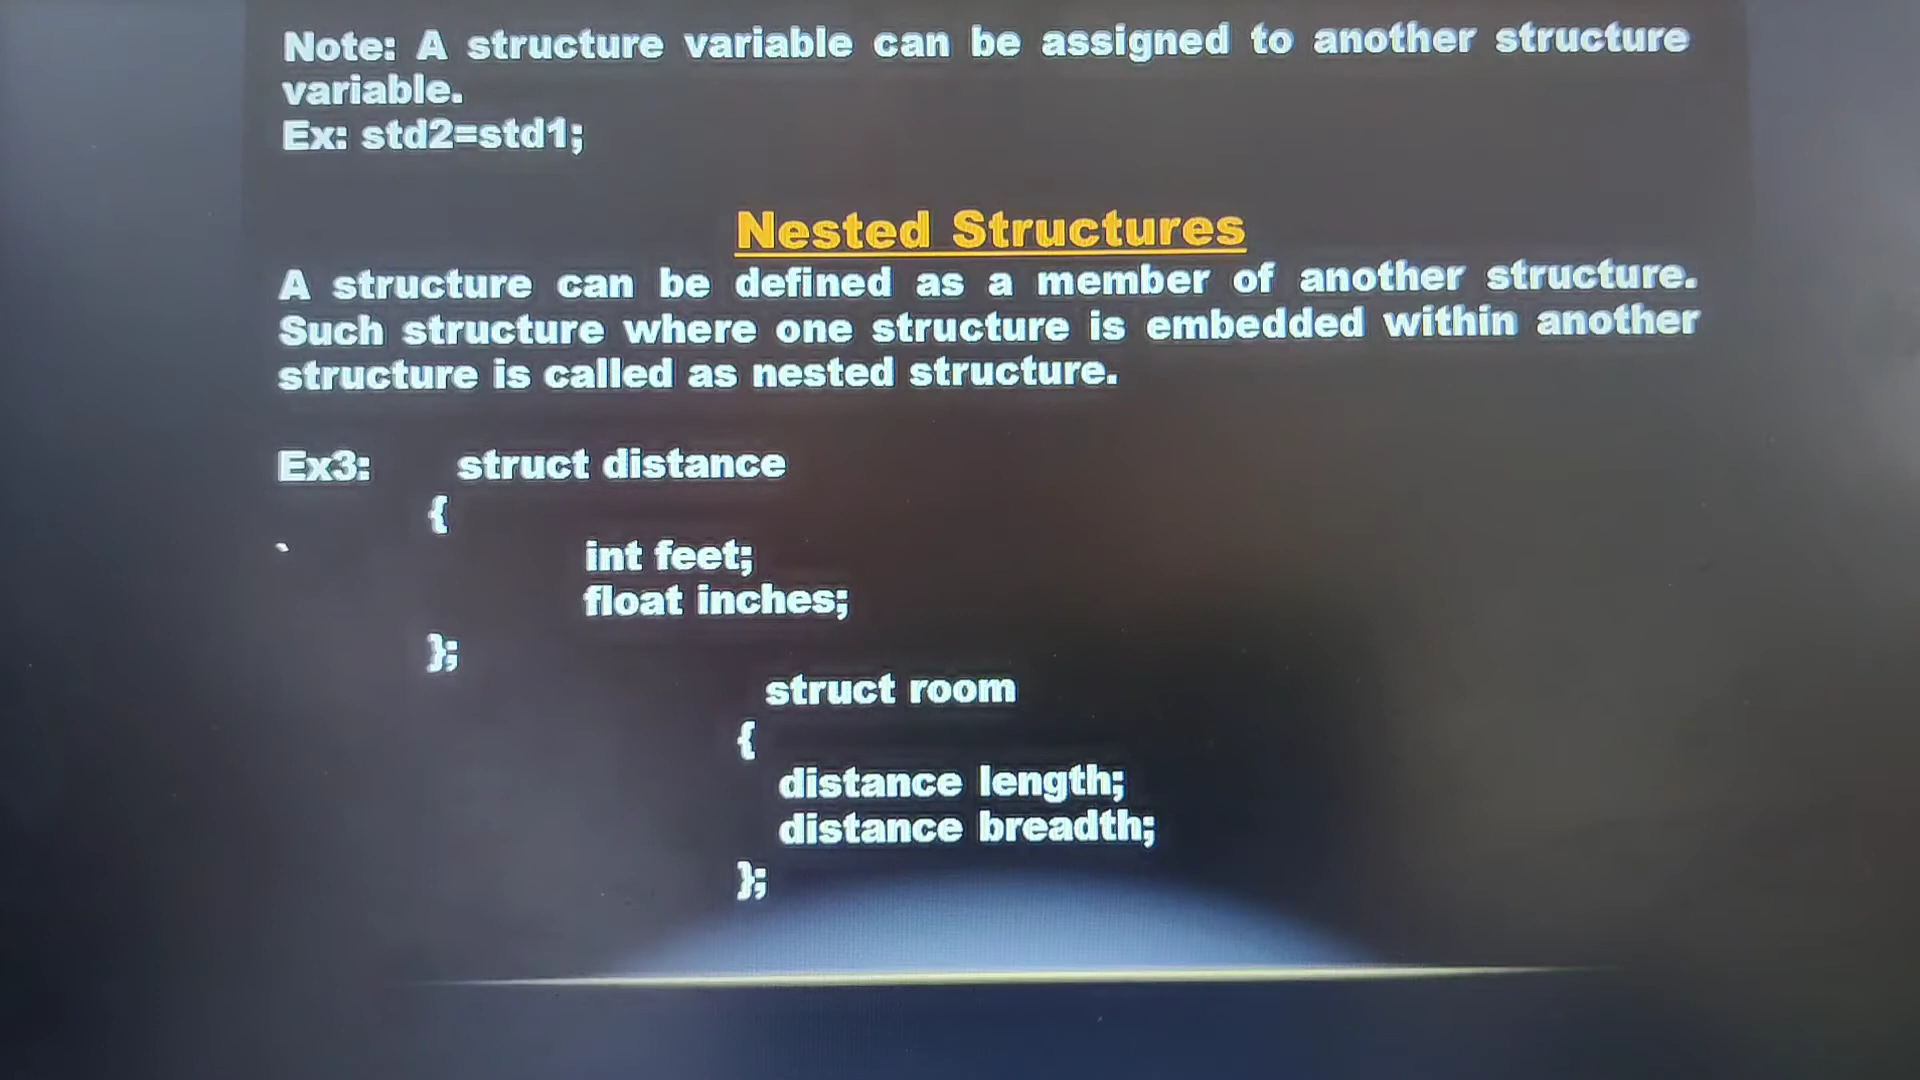 Note: A structure variable can be assigned to another structure
variable.
Ex: std2=std1;
Nested Structures
A structure can be defined as a member of another structure.
Such structure where one structure is embedded within another
structure is called as nested structure.
Ex3: struct distance
{
int feet;
float inches;
};
struct room
{
distance length;
distance breadth;
};